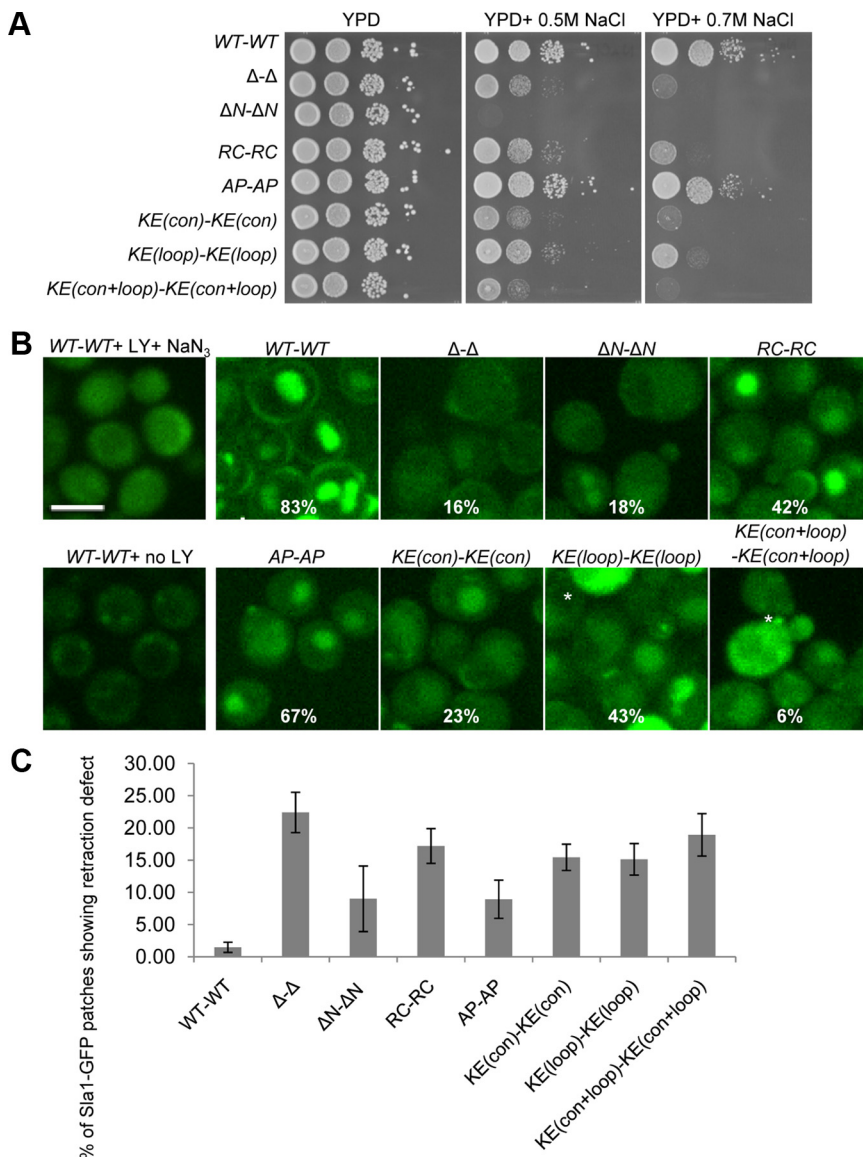 A
YPD
YPD+ 0.5M NaCl
YPD+ 0.7M NaCl
WT-WT
Δ-Δ
ΔN-ΔN
RC-RC
AP-AP
KE(con)-KE(con)
KE(loop)-KE(loop)
KE(con+loop)-KE(con+loop)
B
WT-WT+ LY+ NaN3
WT-WT
Δ-Δ
ΔN-ΔN
RC-RC
83%
16%
18%
42%
WT-WT+ no LY
AP-AP
KE(con)-KE(con)
KE(loop)-KE(loop)
KE(con+loop)
-KE(con+loop)
*
*
67%
23%
43%
6%
C
% of Sla1-GFP patches showing retraction defect
30.00
25.00
20.00
15.00
10.00
5.00
0.00
WT-WT
Δ-Δ
ΔN-ΔN
RC-RC
AP-AP
KE(con)-KE(con)
KE(loop)-KE(loop)
KE(con+loop)-KE(con+loop)